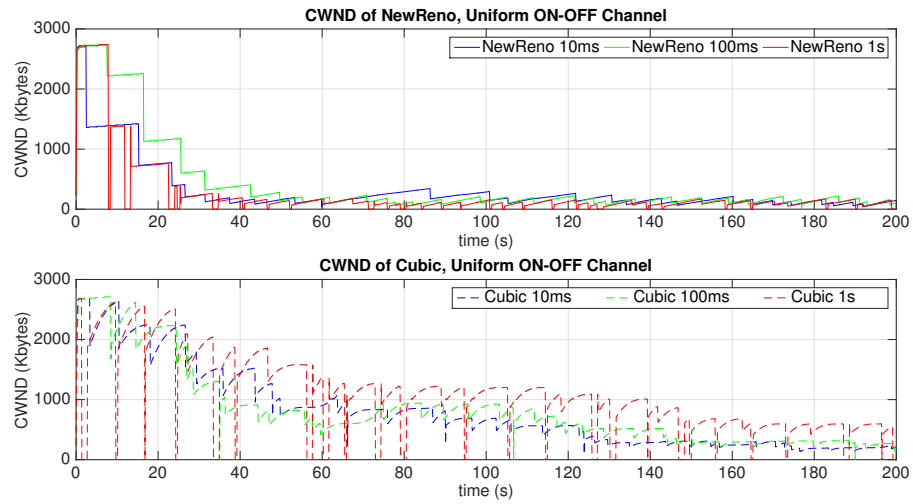 CWND of NewReno, Uniform ON-OFF Channel
NewReno 10ms NewReno 100ms NewReno 1s
CWND (Kbytes)
3000
2000
1000
0
0 20 40 60 80 100 120 140 160 180 200
time (s)
CWND of Cubic, Uniform ON-OFF Channel
Cubic 10ms Cubic 100ms Cubic 1s
CWND (Kbytes)
3000
2000
1000
0
0 20 40 60 80 100 120 140 160 180 200
time (s)